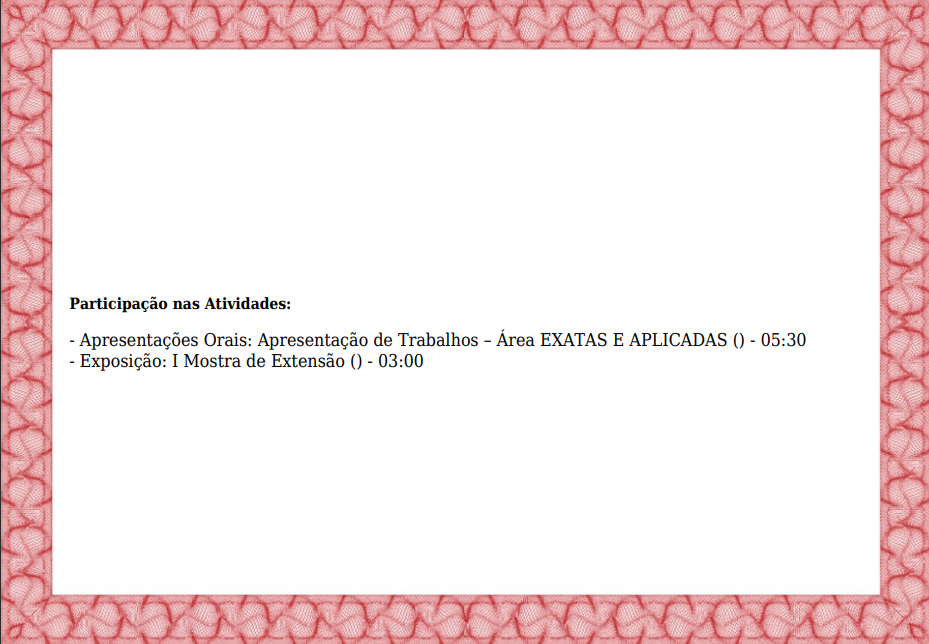 Participação nas Atividades:
- Apresentações Orais: Apresentação de Trabalhos – Área EXATAS E APLICADAS () - 05:30
- Exposição: I Mostra de Extensão () - 03:00